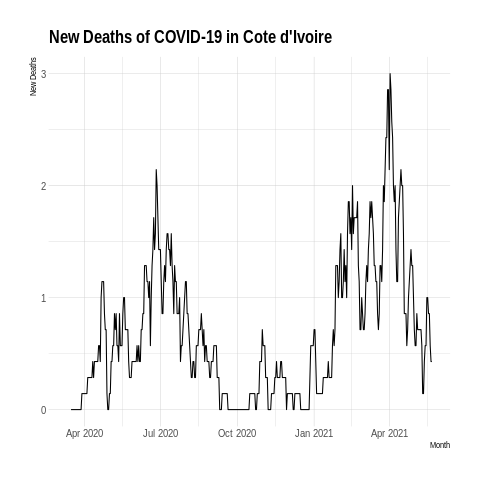 New Deaths of COVID-19 in Cote d'Ivoire
New Deaths
3
2
1
0
Apr 2020 Jul 2020 Oct 2020 Jan 2021 Apr 2021
Month